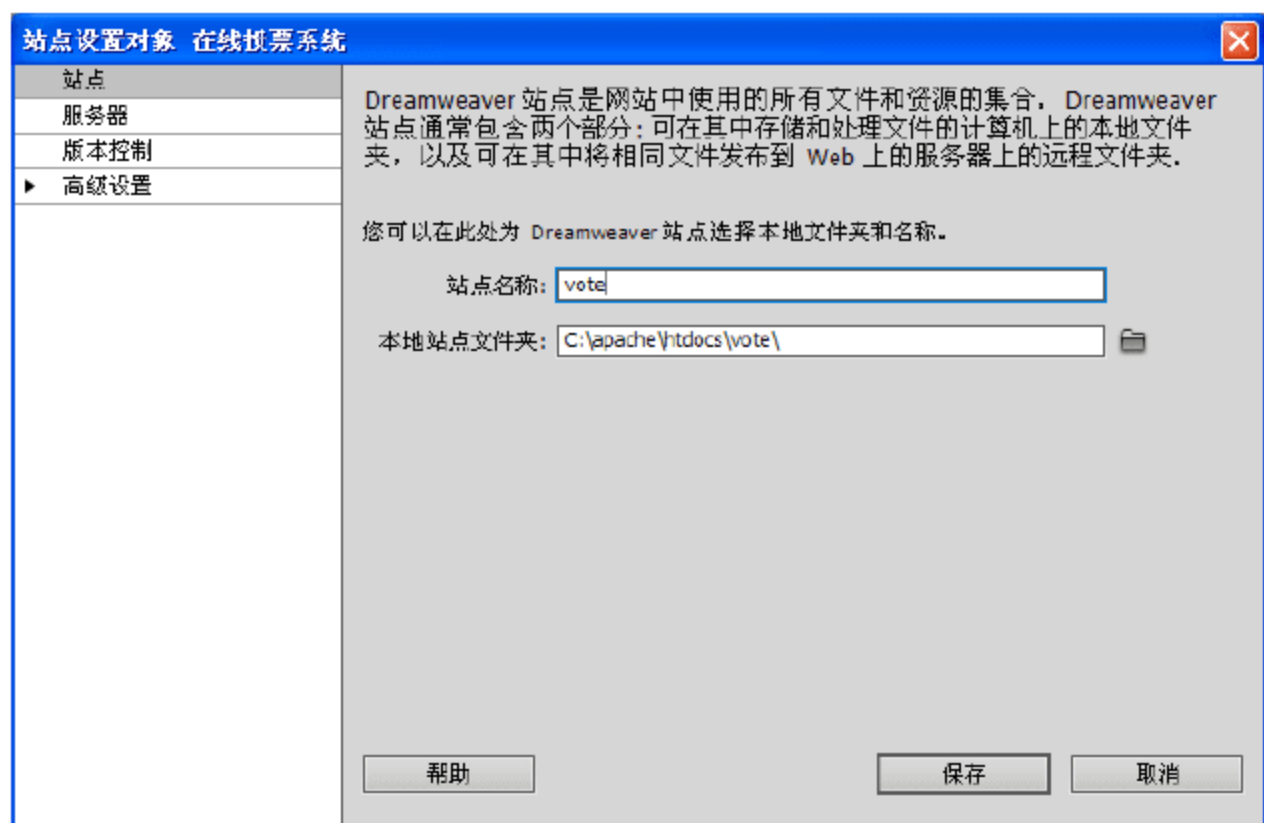 站点设置对象 在线投票系统
站点
服务器
版本控制
高级设置
Dreamweaver 站点是网站中使用的所有文件和资源的集合. Dreamweaver
站点通常包含两个部分:可在其中存储和处理文件的计算机上的本地文件
夹, 以及可在其中将相同文件发布到 Web 上的服务器上的远程文件夹.
您可以在此处为 Dreamweaver 站点选择本地文件夹和名称.
站点名称: vote
本地站点文件夹: C:\apache\htdocs\vote\
帮助 保存 取消